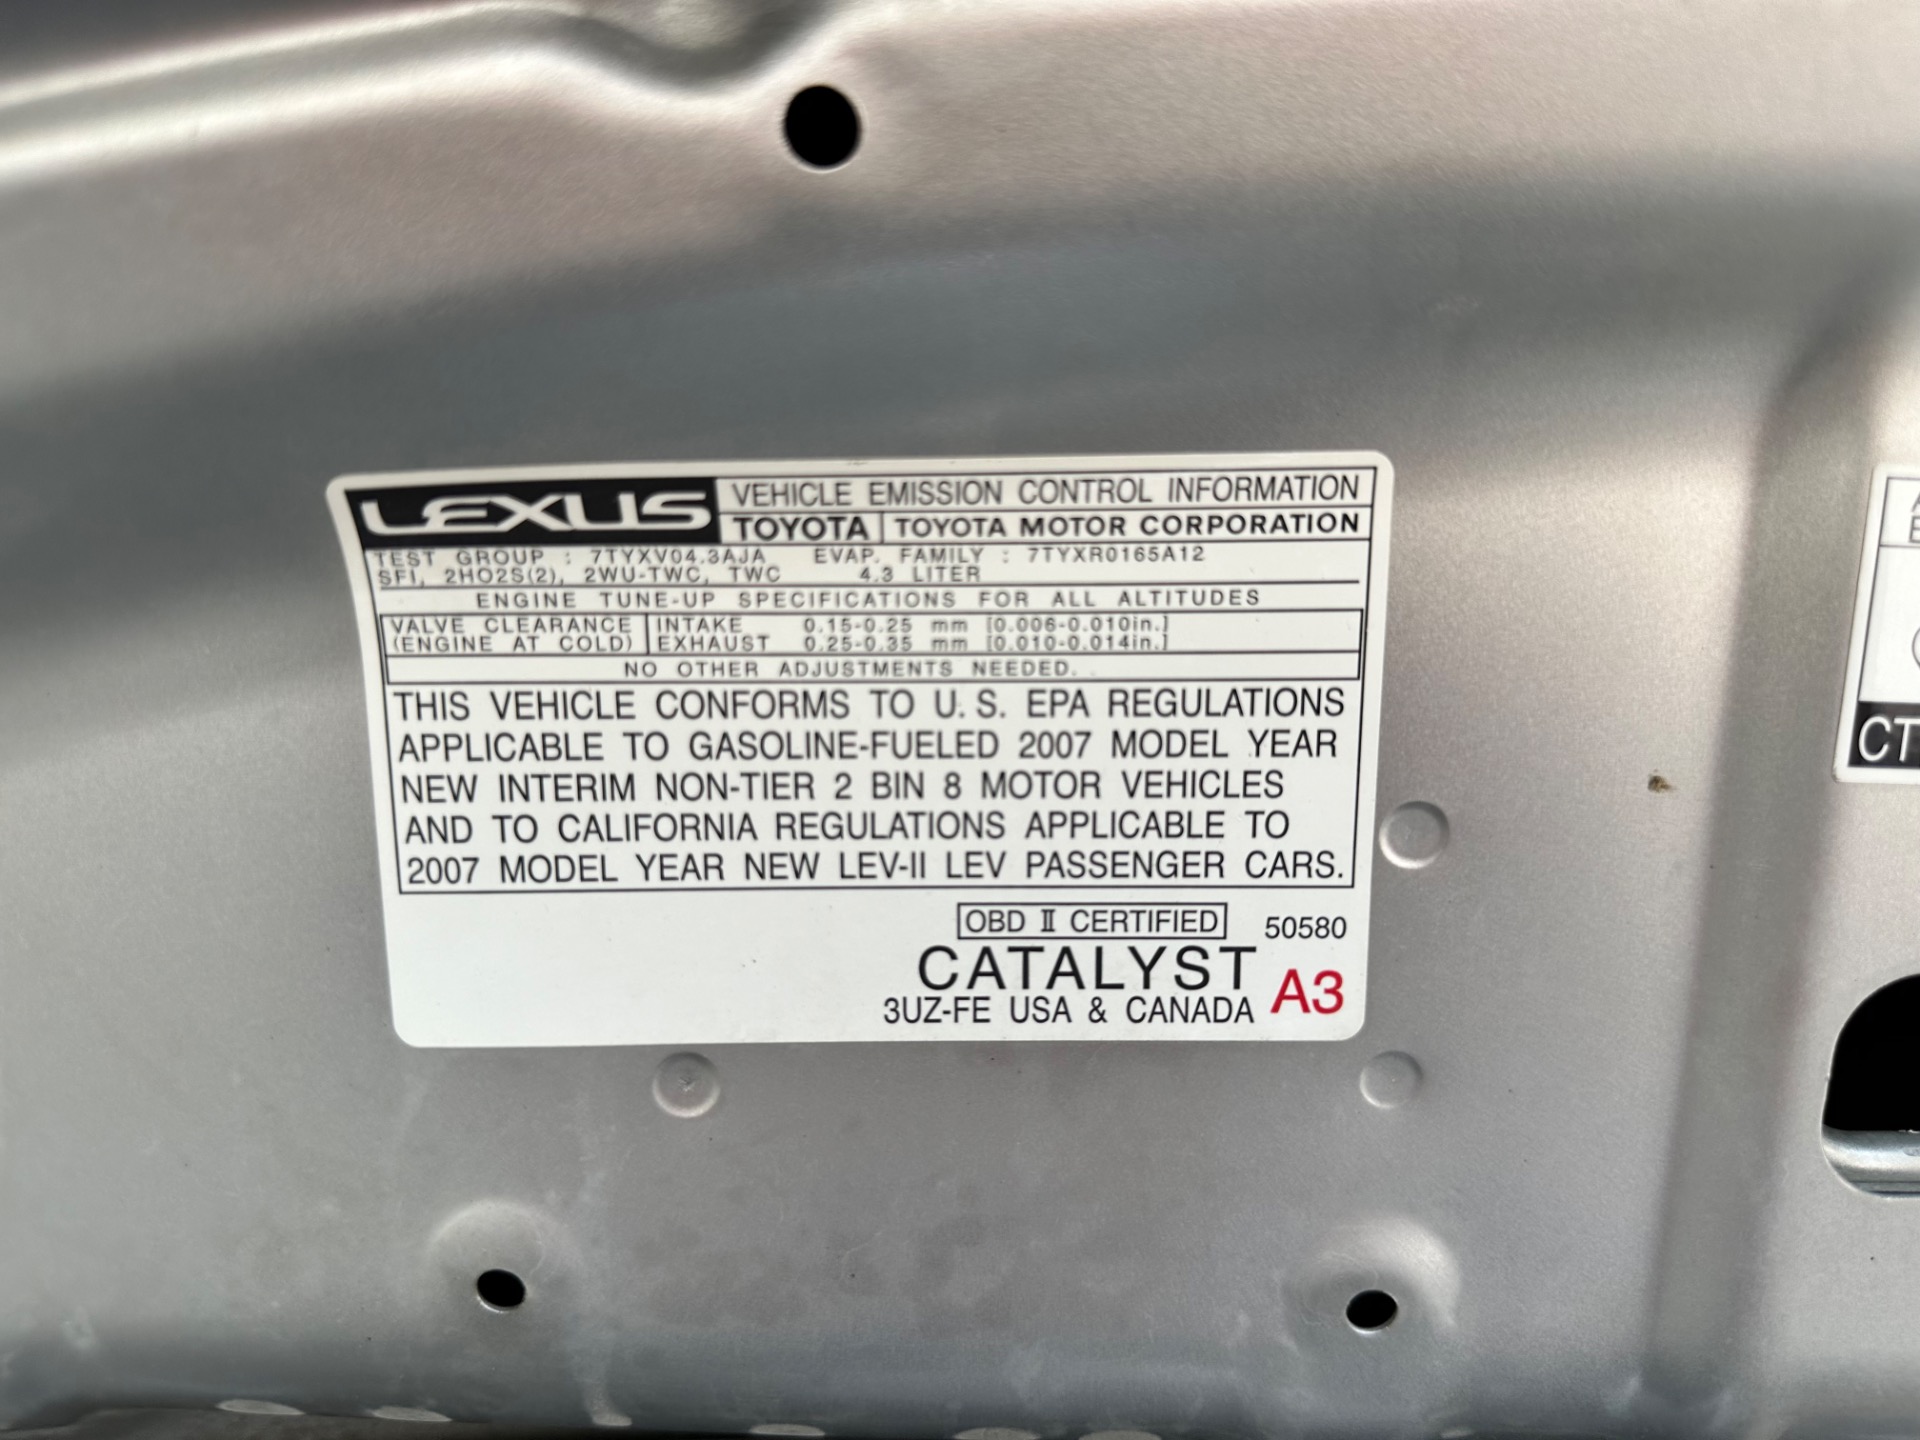 LEXUS VEHICLE EMISSION CONTROL INFORMATION
TOYOTA TOYOTA MOTOR CORPORATION
TEST GROUP : 7TYXV04.3AJA EVAP. FAMILY : 7TYXR0165A12
SFI, 2HO2S(2), 2WU-TWC, TWC 4.3 LITER
ENGINE TUNE-UP SPECIFICATIONS FOR ALL ALTITUDES
VALVE CLEARANCE INTAKE 0.15-0.25 mm [0.006-0.010in.]
(ENGINE AT COLD) EXHAUST 0.25-0.35 mm [0.010-0.014in.]
NO OTHER ADJUSTMENTS NEEDED.
THIS VEHICLE CONFORMS TO U.S. EPA REGULATIONS
APPLICABLE TO GASOLINE-FUELED 2007 MODEL YEAR
NEW INTERIM NON-TIER 2 BIN 8 MOTOR VEHICLES
AND TO CALIFORNIA REGULATIONS APPLICABLE TO
2007 MODEL YEAR NEW LEV-II LEV PASSENGER CARS.
OBD Ⅱ CERTIFIED 50580
CATALYST A3
3UZ-FE USA & CANADA
CT